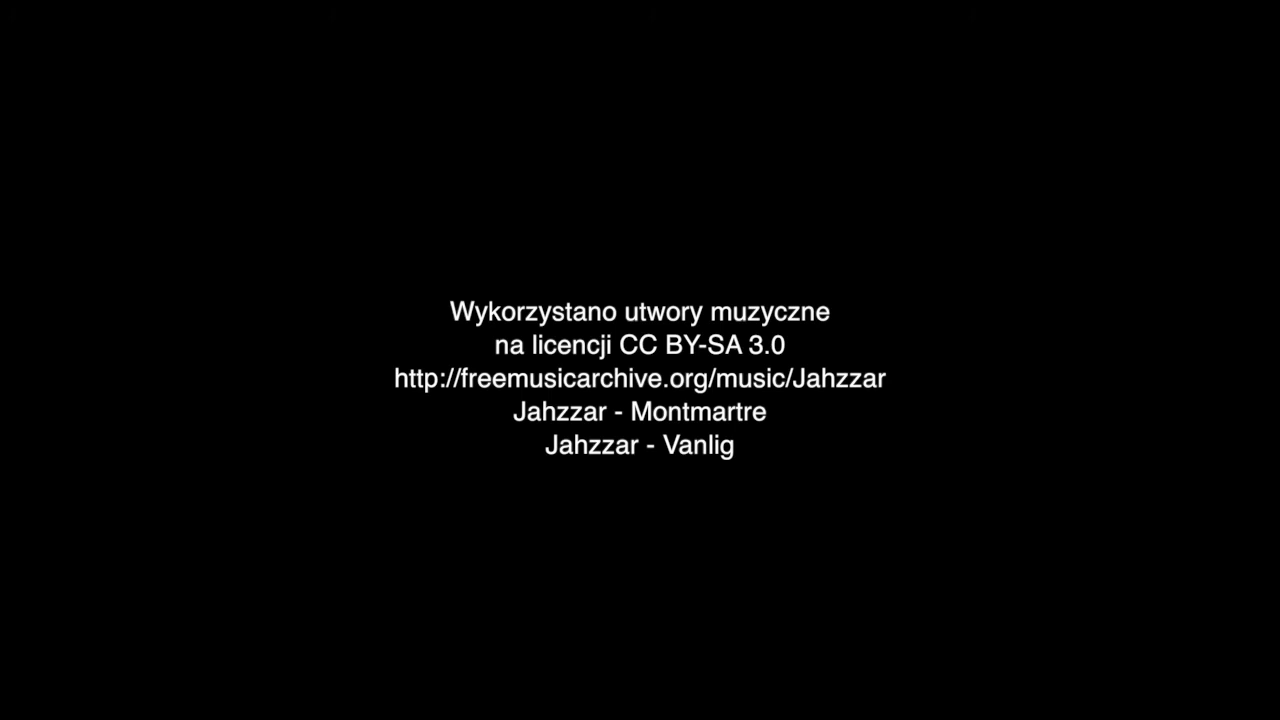 Wykorzystano utwory muzyczne
na licencji CC BY-SA 3.0
http://freemusicarchive.org/music/Jahzzar
Jahzzar - Montmartre
Jahzzar - Vanlig